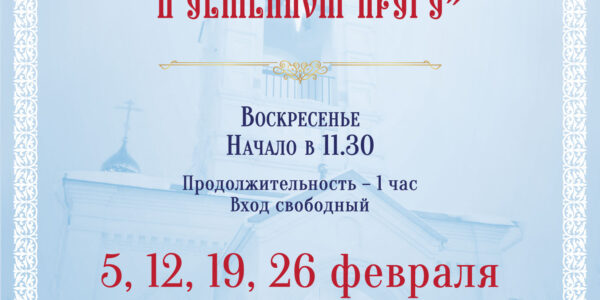 Воскресенье
Начало в 11.30
Продолжительность – 1 час
Вход свободный
5, 12, 19, 26 февраля